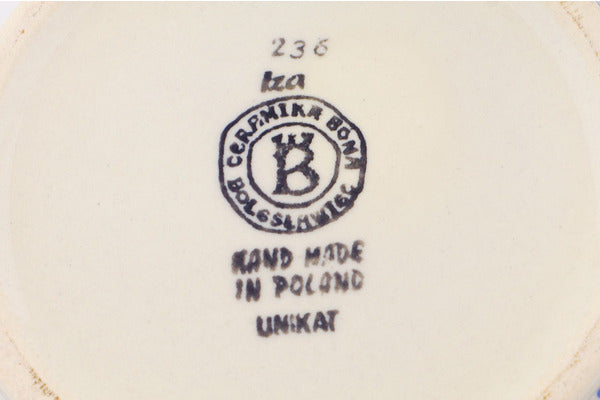 236
Iza
CERAMIKA BONA
B
BOLESŁAWIEC
HAND MADE
IN POLAND
UNIKAT